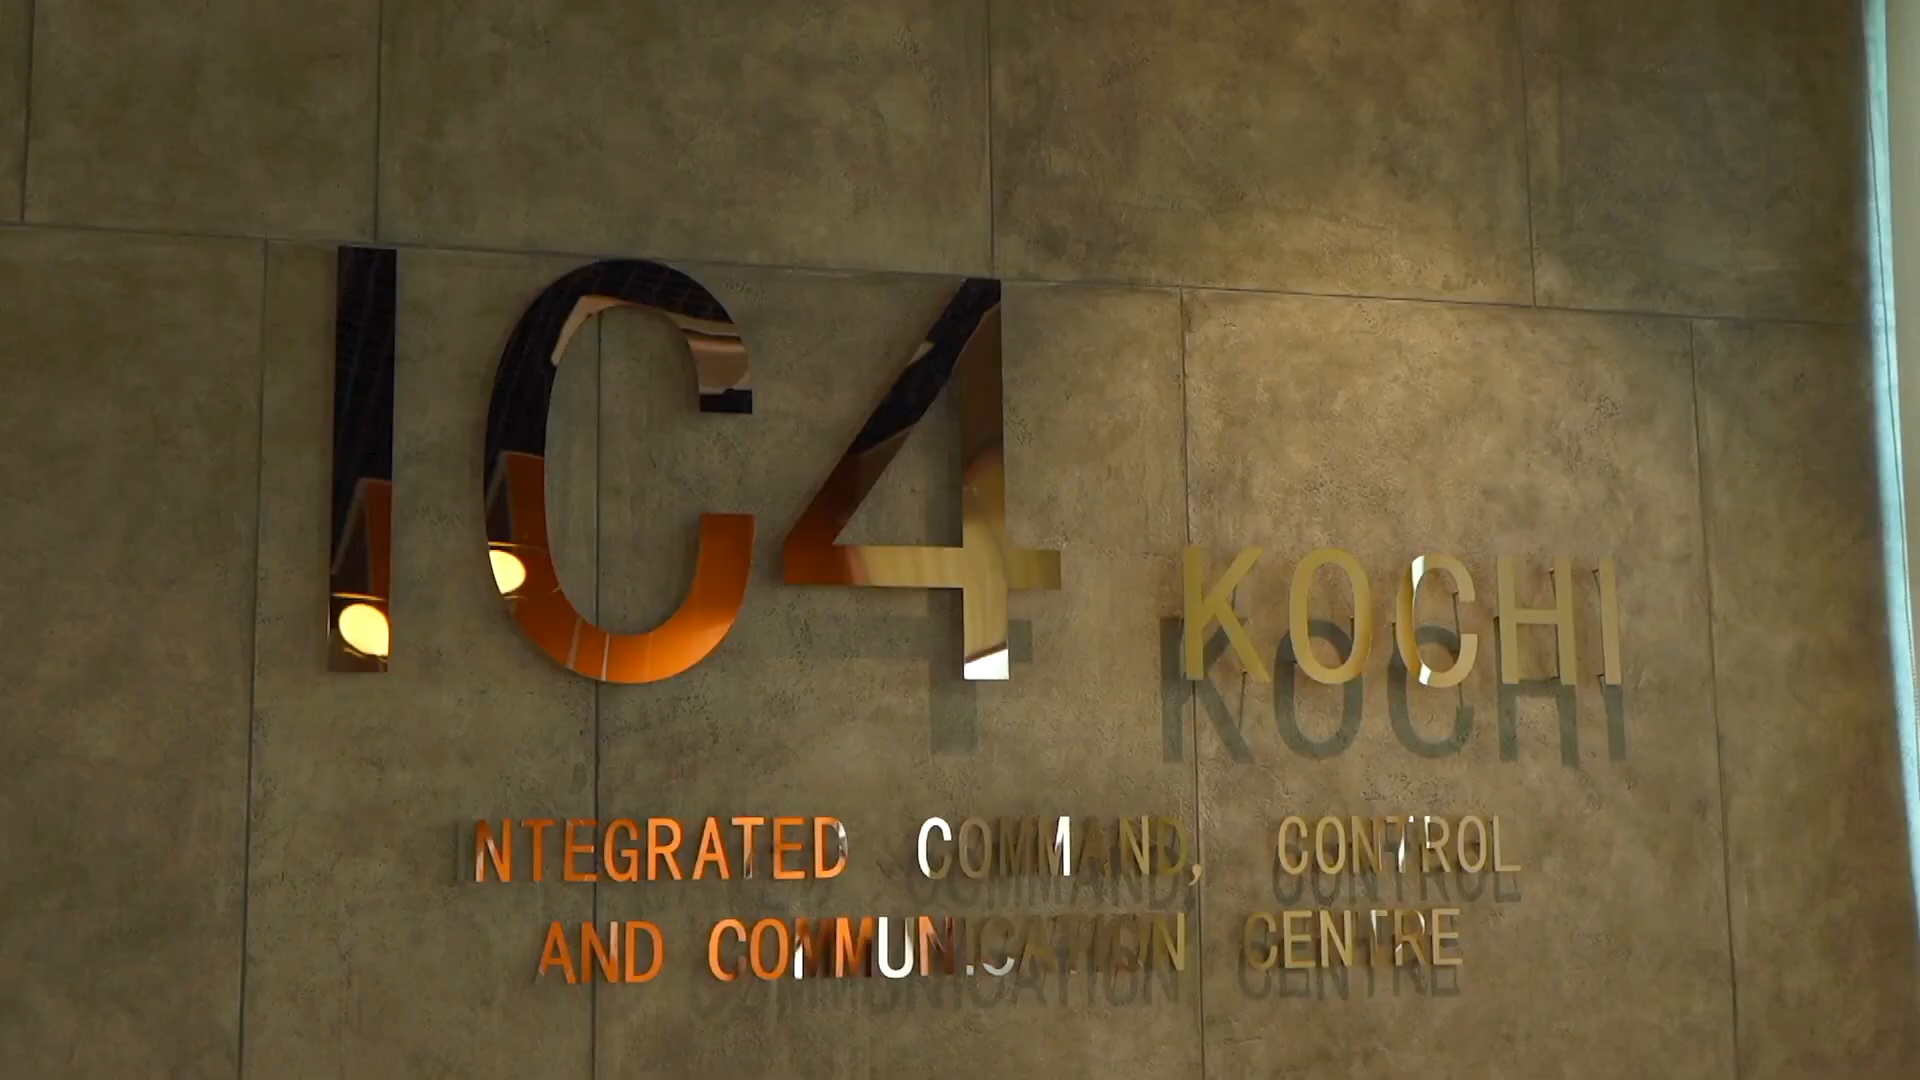 IC4 KOCHI
INTEGRATED COMMAND, CONTROL
AND COMMUNICATION CENTRE